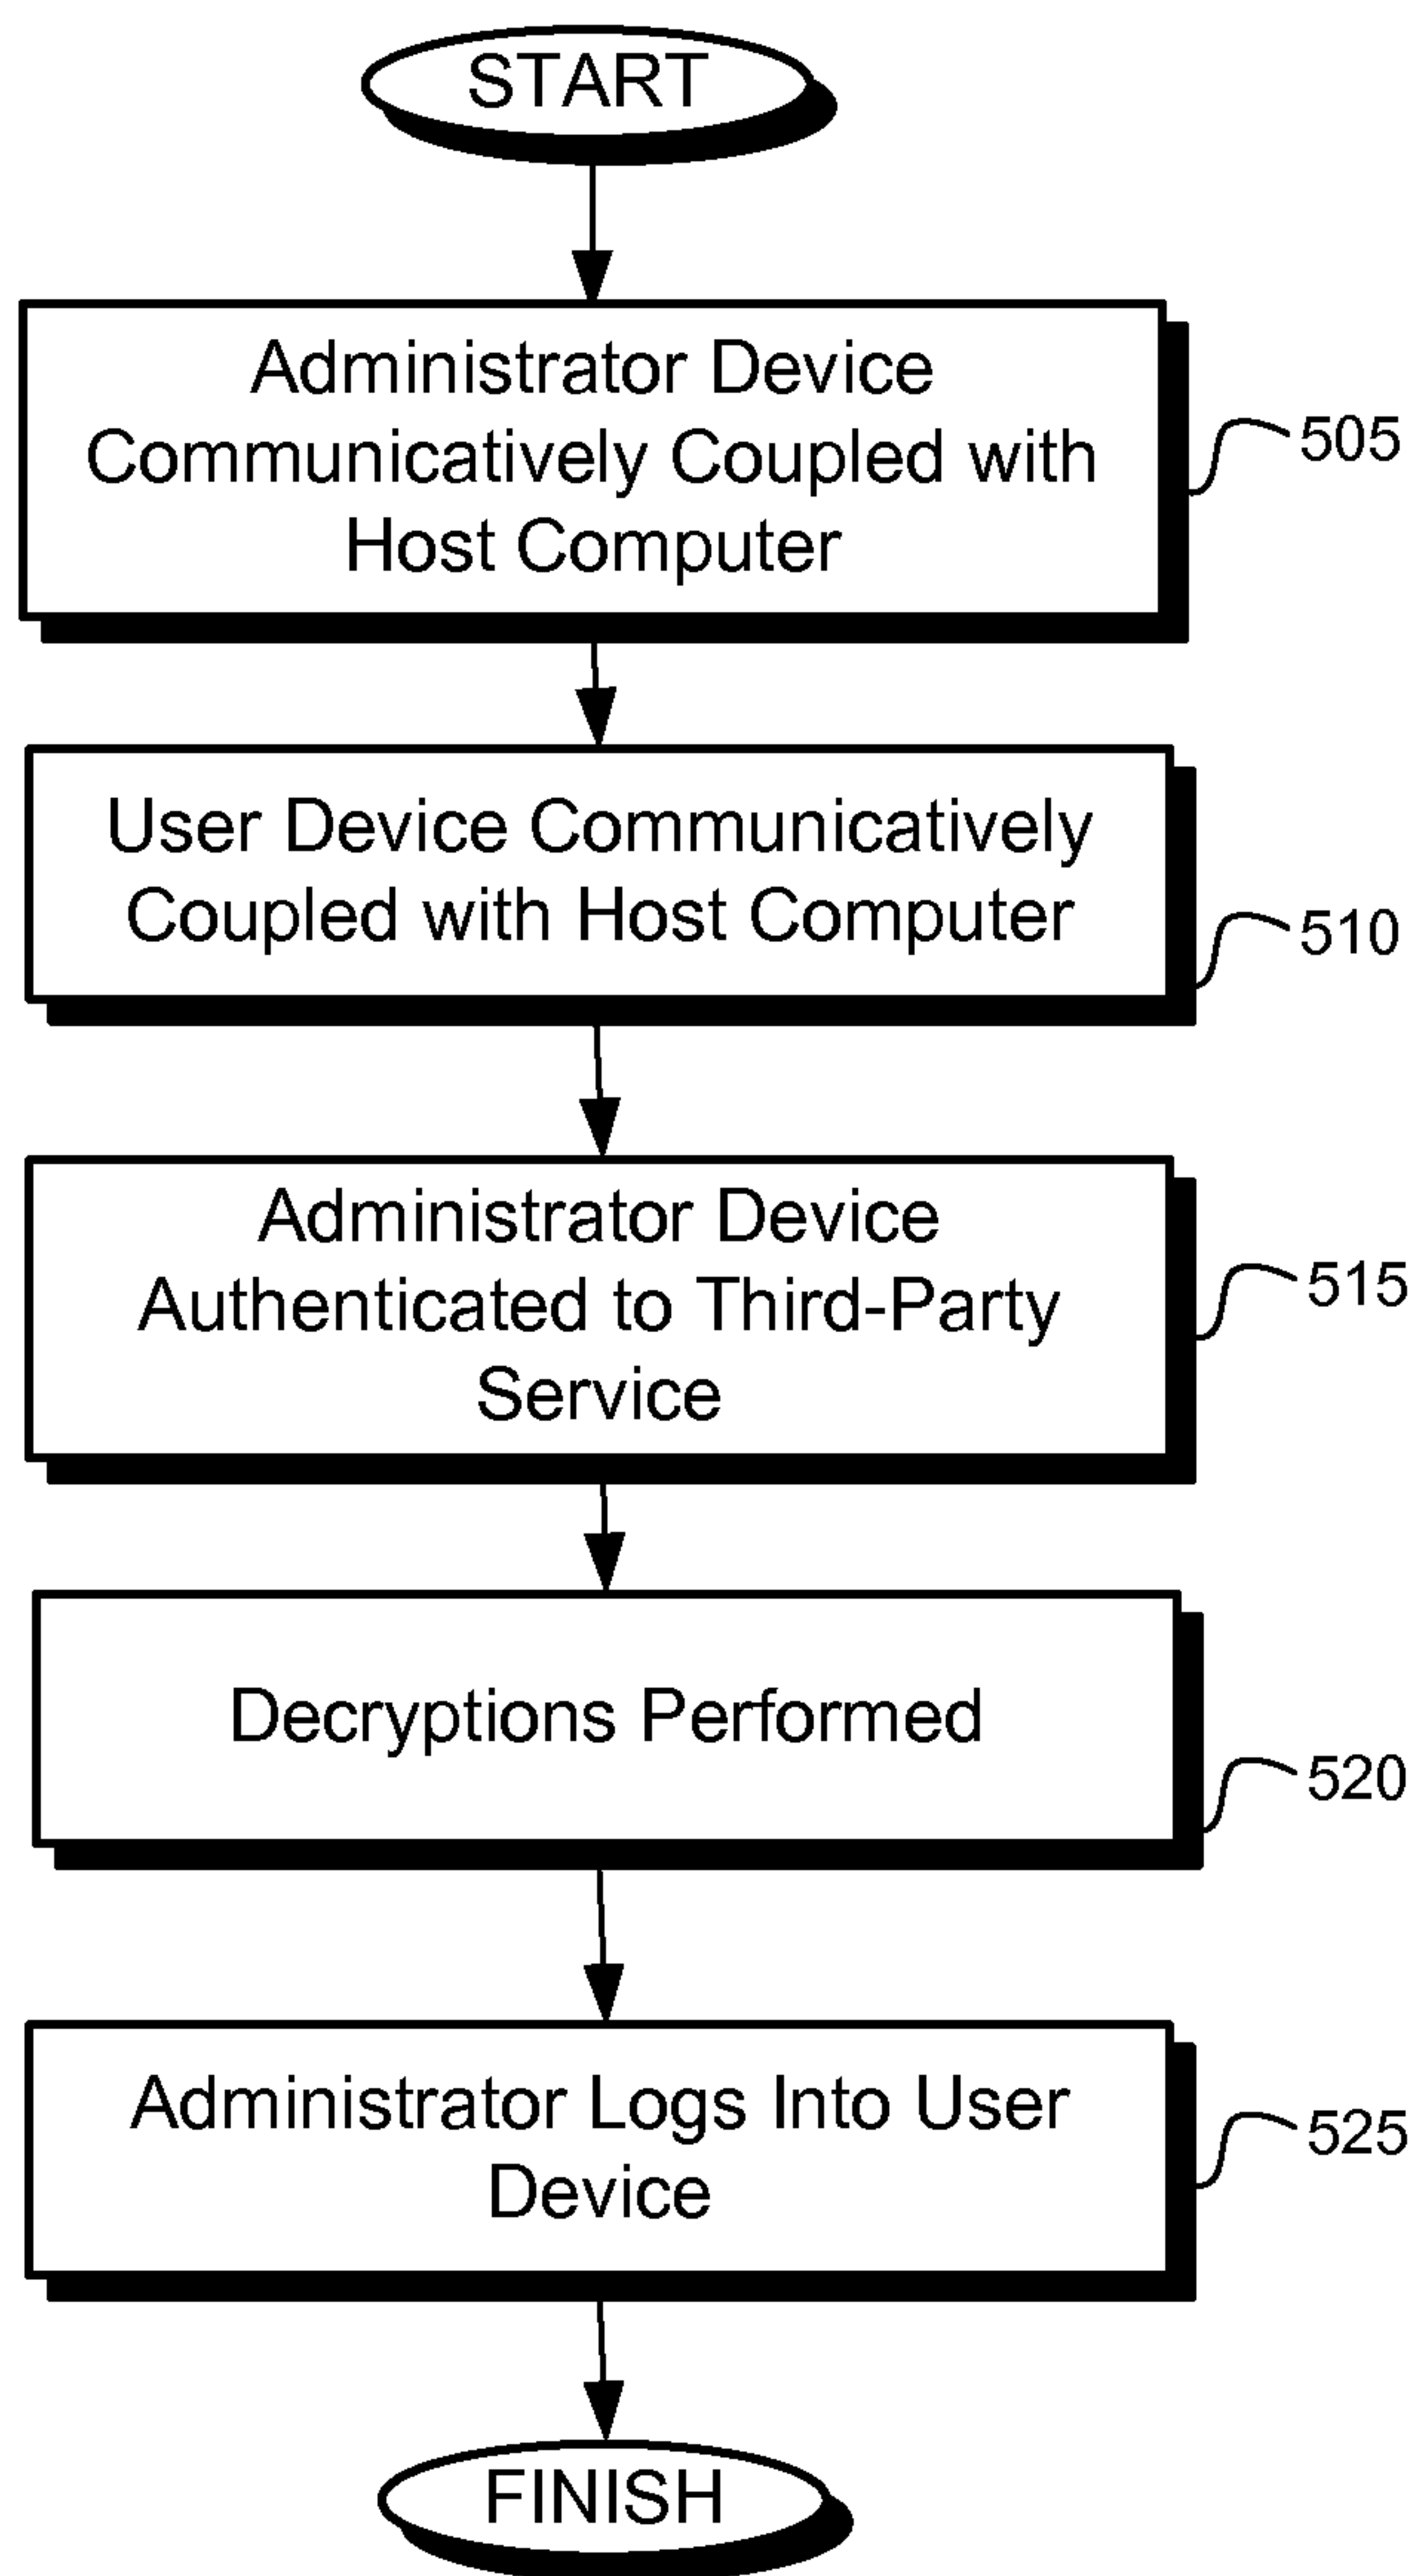 START
Administrator Device
Communicatively Coupled with
Host Computer
505
User Device Communicatively
Coupled with Host Computer
510
Administrator Device
Authenticated to Third-Party
Service
515
Decryptions Performed
520
Administrator Logs Into User
Device
525
FINISH